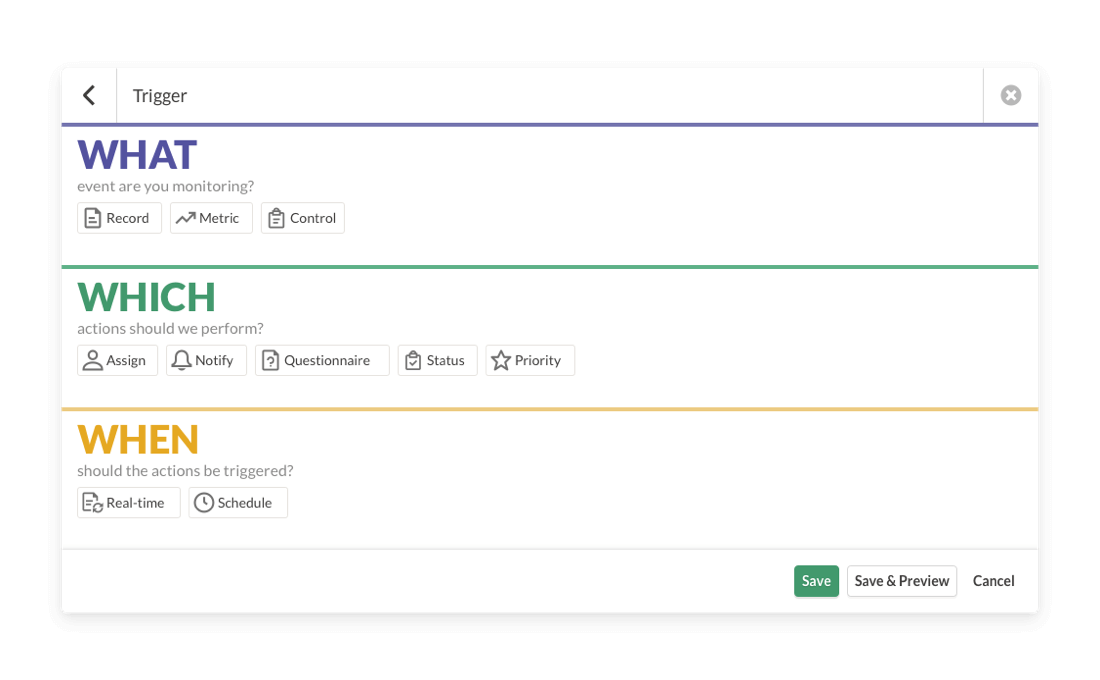 Trigger
WHAT
event are you monitoring?
Record Metric Control
WHICH
actions should we perform?
Assign Notify Questionnaire Status Priority
WHEN
should the actions be triggered?
Real-time Schedule
Save Save & Preview Cancel